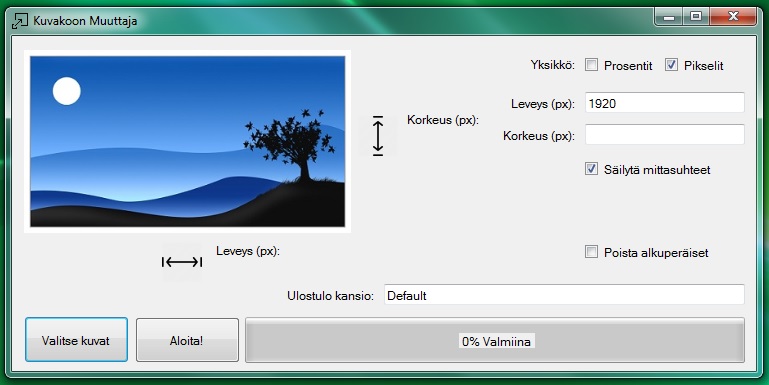 Kuvakoon Muuttaja
Yksikkö: Prosentit Pikselit
Leveys (px): 1920
Korkeus (px):
Korkeus (px):
Säilytä mittasuhteet
Leveys (px):
Poista alkuperäiset
Ulostulo kansio: Default
Valitse kuvat Aloita! 0% Valmiina